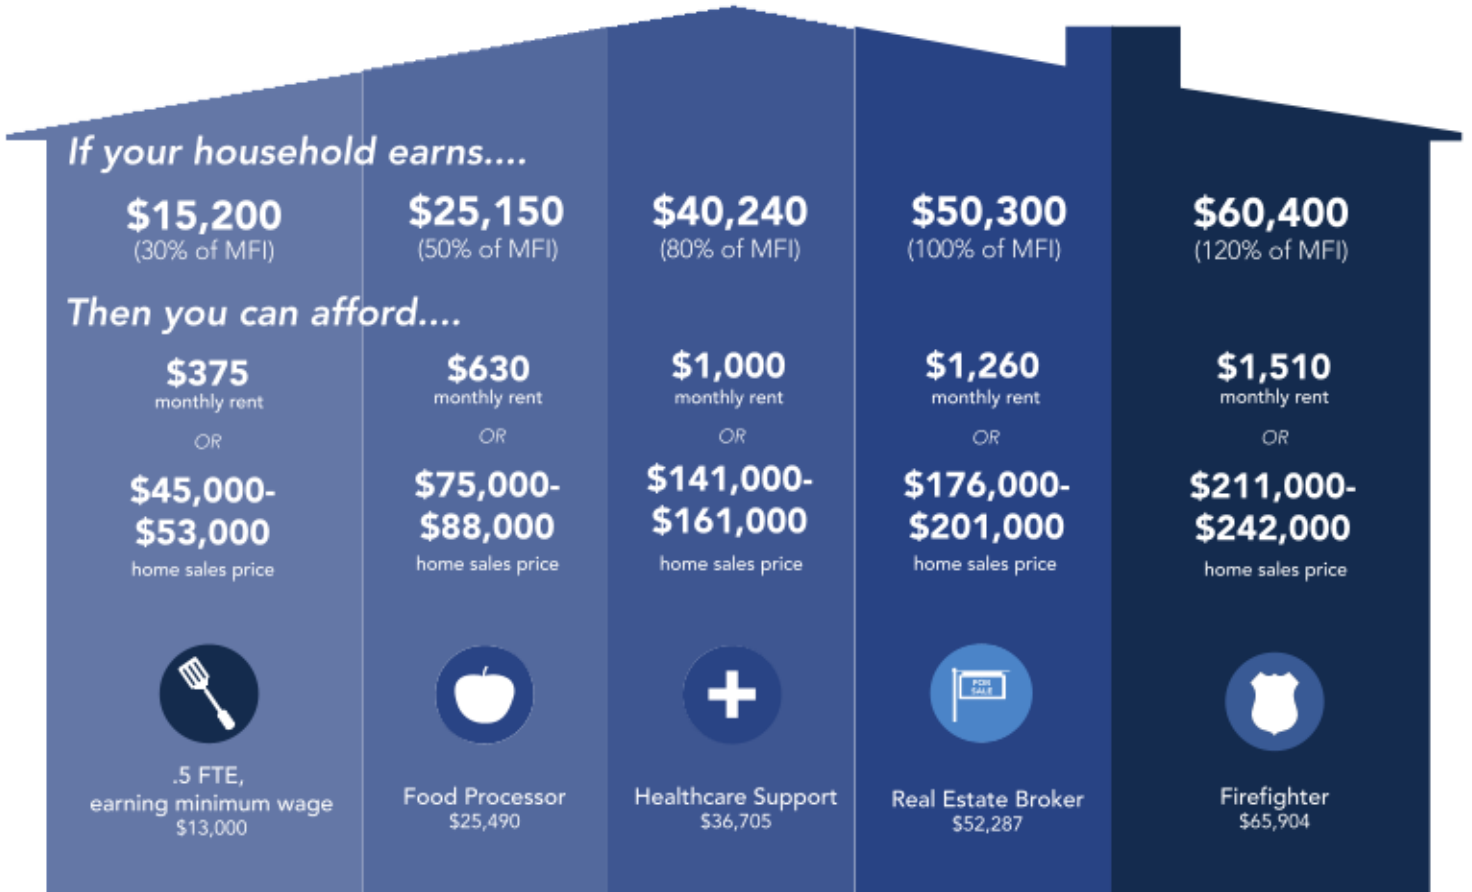 If your household earns....
$15,200
(30% of MFI)
$25,150
(50% of MFI)
$40,240
(80% of MFI)
$50,300
(100% of MFI)
$60,400
(120% of MFI)
Then you can afford....
$375
monthly rent
OR
$45,000-
$53,000
home sales price
$630
monthly rent
OR
$75,000-
$88,000
home sales price
$1,000
monthly rent
OR
$141,000-
$161,000
home sales price
$1,260
monthly rent
OR
$176,000-
$201,000
home sales price
$1,510
monthly rent
OR
$211,000-
$242,000
home sales price
FOR
SALE
.5 FTE,
earning minimum wage
$13,000
Food Processor
$25,490
Healthcare Support
$36,705
Real Estate Broker
$52,287
Firefighter
$65,904